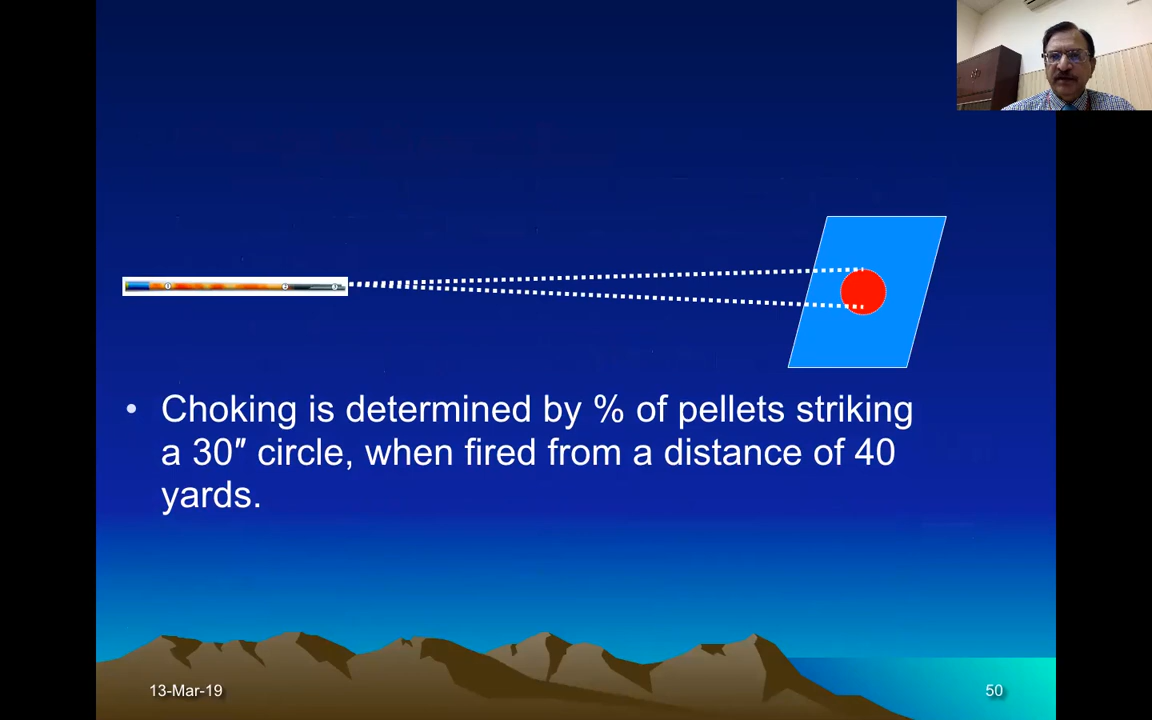 • Choking is determined by % of pellets striking
a 30″ circle, when fired from a distance of 40
yards.
13-Mar-19
50